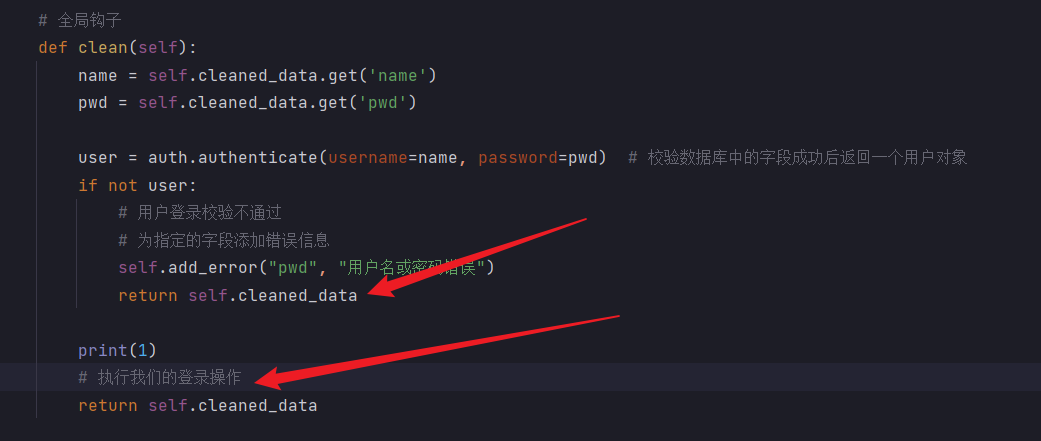 # 全局钩子
def clean(self):
name = self.cleaned_data.get('name')
pwd = self.cleaned_data.get('pwd')
user = auth.authenticate(username=name, password=pwd)  # 校验数据库中的字段成功后返回一个用户对象
if not user:
# 用户登录校验不通过
# 为指定的字段添加错误信息
self.add_error("pwd", "用户名或密码错误")
return self.cleaned_data
print(1)
# 执行我们的登录操作
return self.cleaned_data